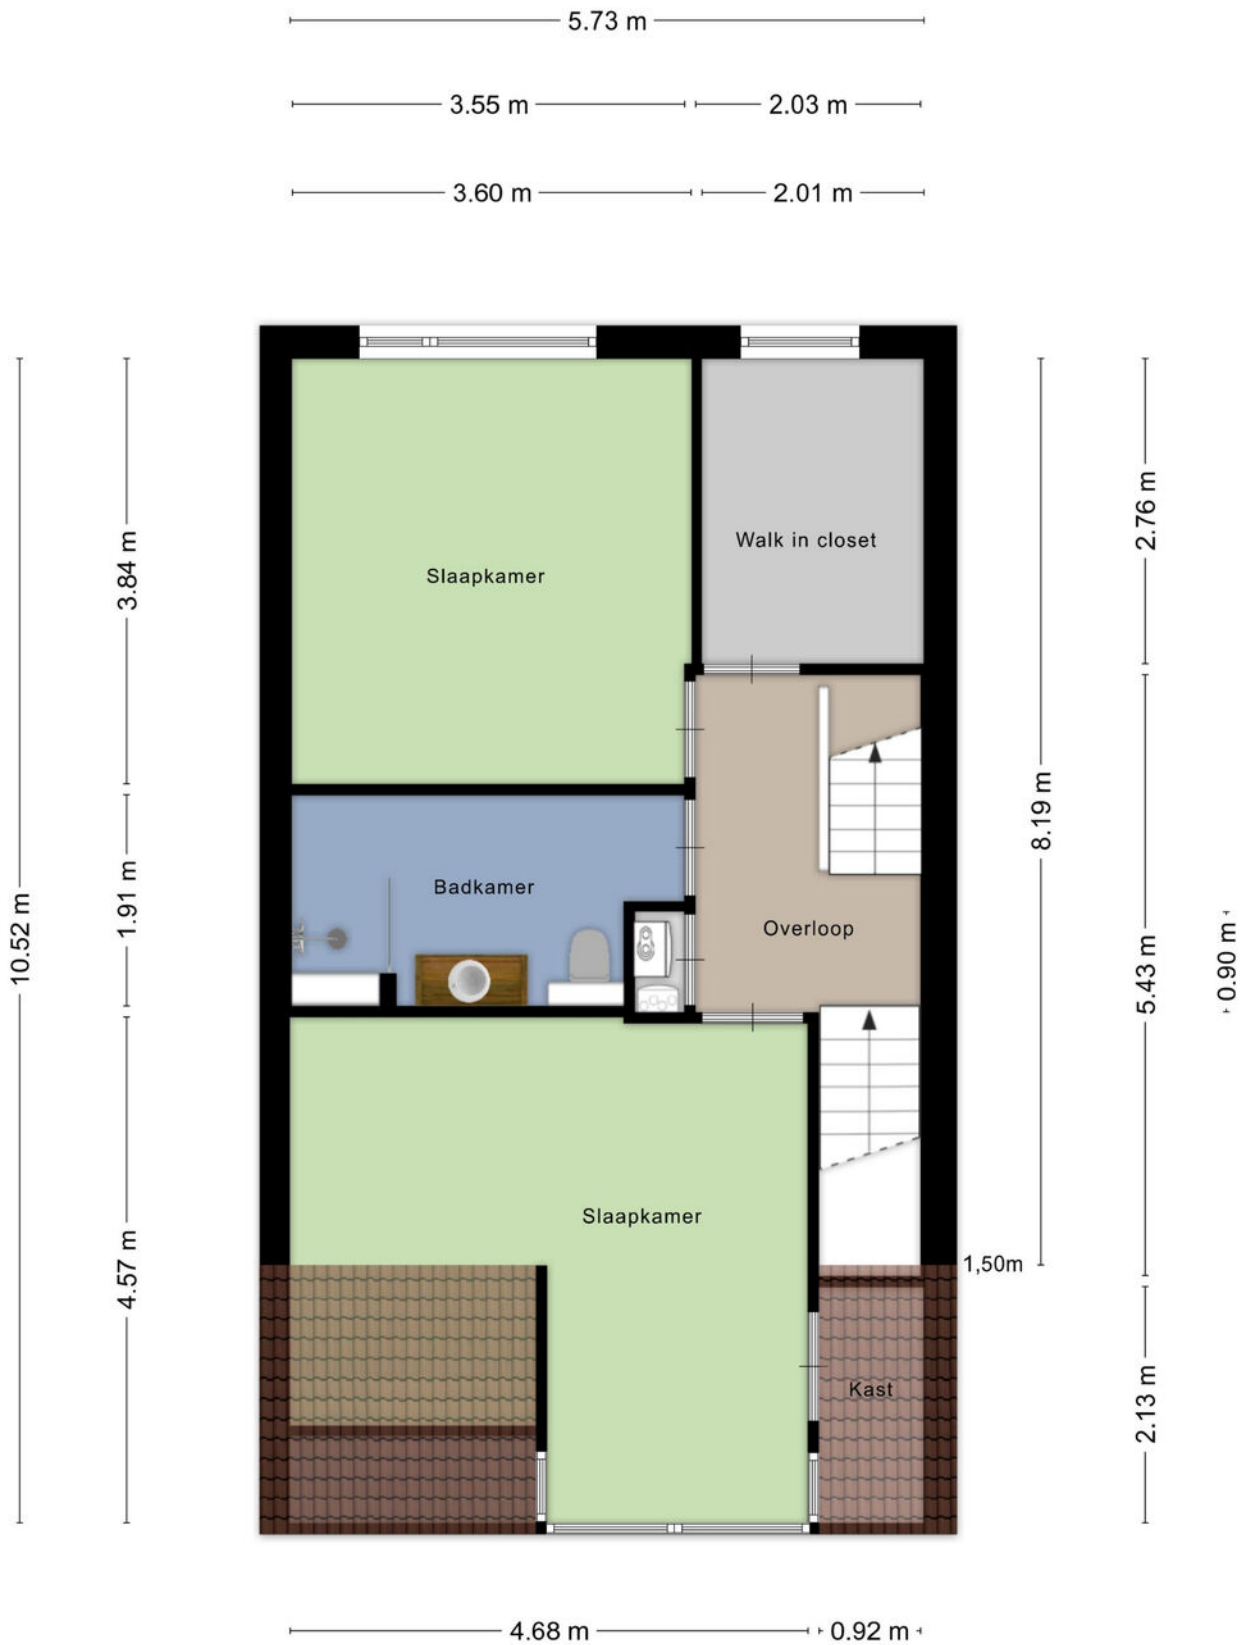 5.73 m
3.55 m
2.03 m
3.60 m
2.01 m
Walk in closet
Slaapkamer
Badkamer
Overloop
Slaapkamer
1,50m
Kast
10.52 m
3.84 m
1.91 m
4.57 m
8.19 m
2.76 m
5.43 m
2.13 m
0.90 m
4.68 m
0.92 m